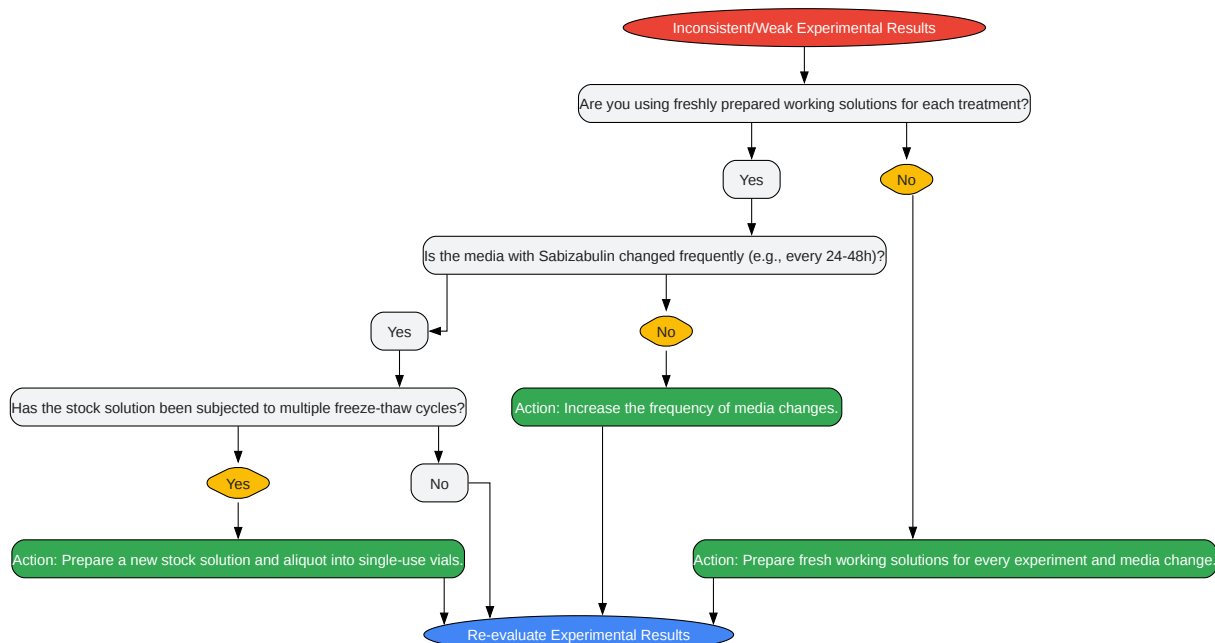 Inconsistent/Weak Experimental Results
Are you using freshly prepared working solutions for each treatment?
Yes
No
Is the media with Sabizabulin changed frequently (e.g., every 24-48h)?
Yes
No
Has the stock solution been subjected to multiple freeze-thaw cycles?
Action: Increase the frequency of media changes.
Yes
No
Action: Prepare a new stock solution and aliquot into single-use vials.
Action: Prepare fresh working solutions for every experiment and media change.
Re-evaluate Experimental Results